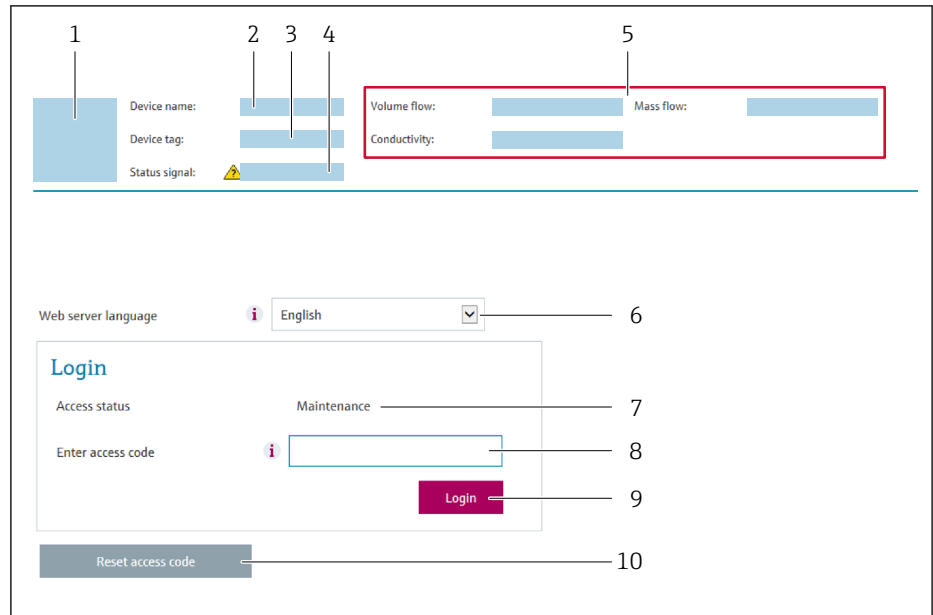 1 2 3 4 5
Device name: Volume flow: Mass flow:
Device tag: Conductivity:
Status signal: ?
Web server language i English 6
Login
Access status Maintenance 7
Enter access code i 8
Login 9
Reset access code 10